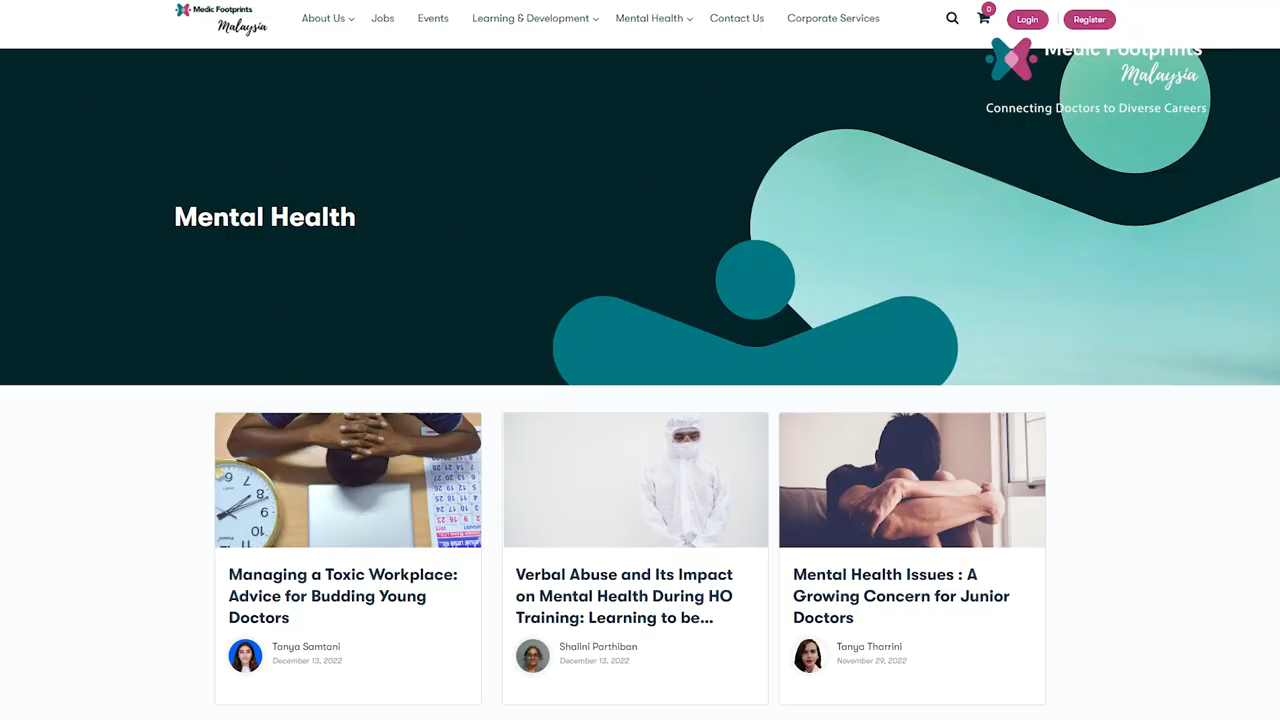 Medic Footprints
Malaysia
About Us
Jobs
Events
Learning & Development
Mental Health
Contact Us
Corporate Services
0
Login
Register
Medic Footprints
Malaysia
Connecting Doctors to Diverse Careers
Mental Health
Managing a Toxic Workplace:
Advice for Budding Young
Doctors
Tanya Samtani
December 13, 2022
Verbal Abuse and Its Impact
on Mental Health During HO
Training: Learning to be...
Shalini Parthiban
December 13, 2022
Mental Health Issues : A
Growing Concern for Junior
Doctors
Tanya Tharrini
November 29, 2022